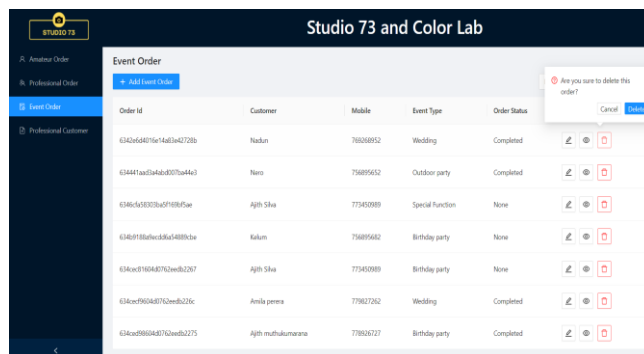 STUDIO 73
Studio 73 and Color Lab
Amateur Order
Professional Order
Event Order
Professional Customer
Event Order
+ Add Event Order
Are you sure to delete this
order?
Cancel Delete
Order Id Customer Mobile Event Type Order Status
6342e6d4016e14a83e42728b Nadun 769268952 Wedding Completed
634441aad3a4abd007ba44e3 Nero 756895652 Outdoor party Completed
6346cfa58303ba5f169bf5ae Ajith Silva 773450989 Special Function None
634b9188a9ecdd6a54889cbe Kalum 756895682 Birthday party None
634cec81604d0762eedb2267 Ajith Silva 773450989 Birthday party None
634cecf9604d0762eedb226c Amila perera 779827262 Wedding Completed
634ced98604d0762eedb2275 Ajith muthukumarana 778926727 Birthday party Completed